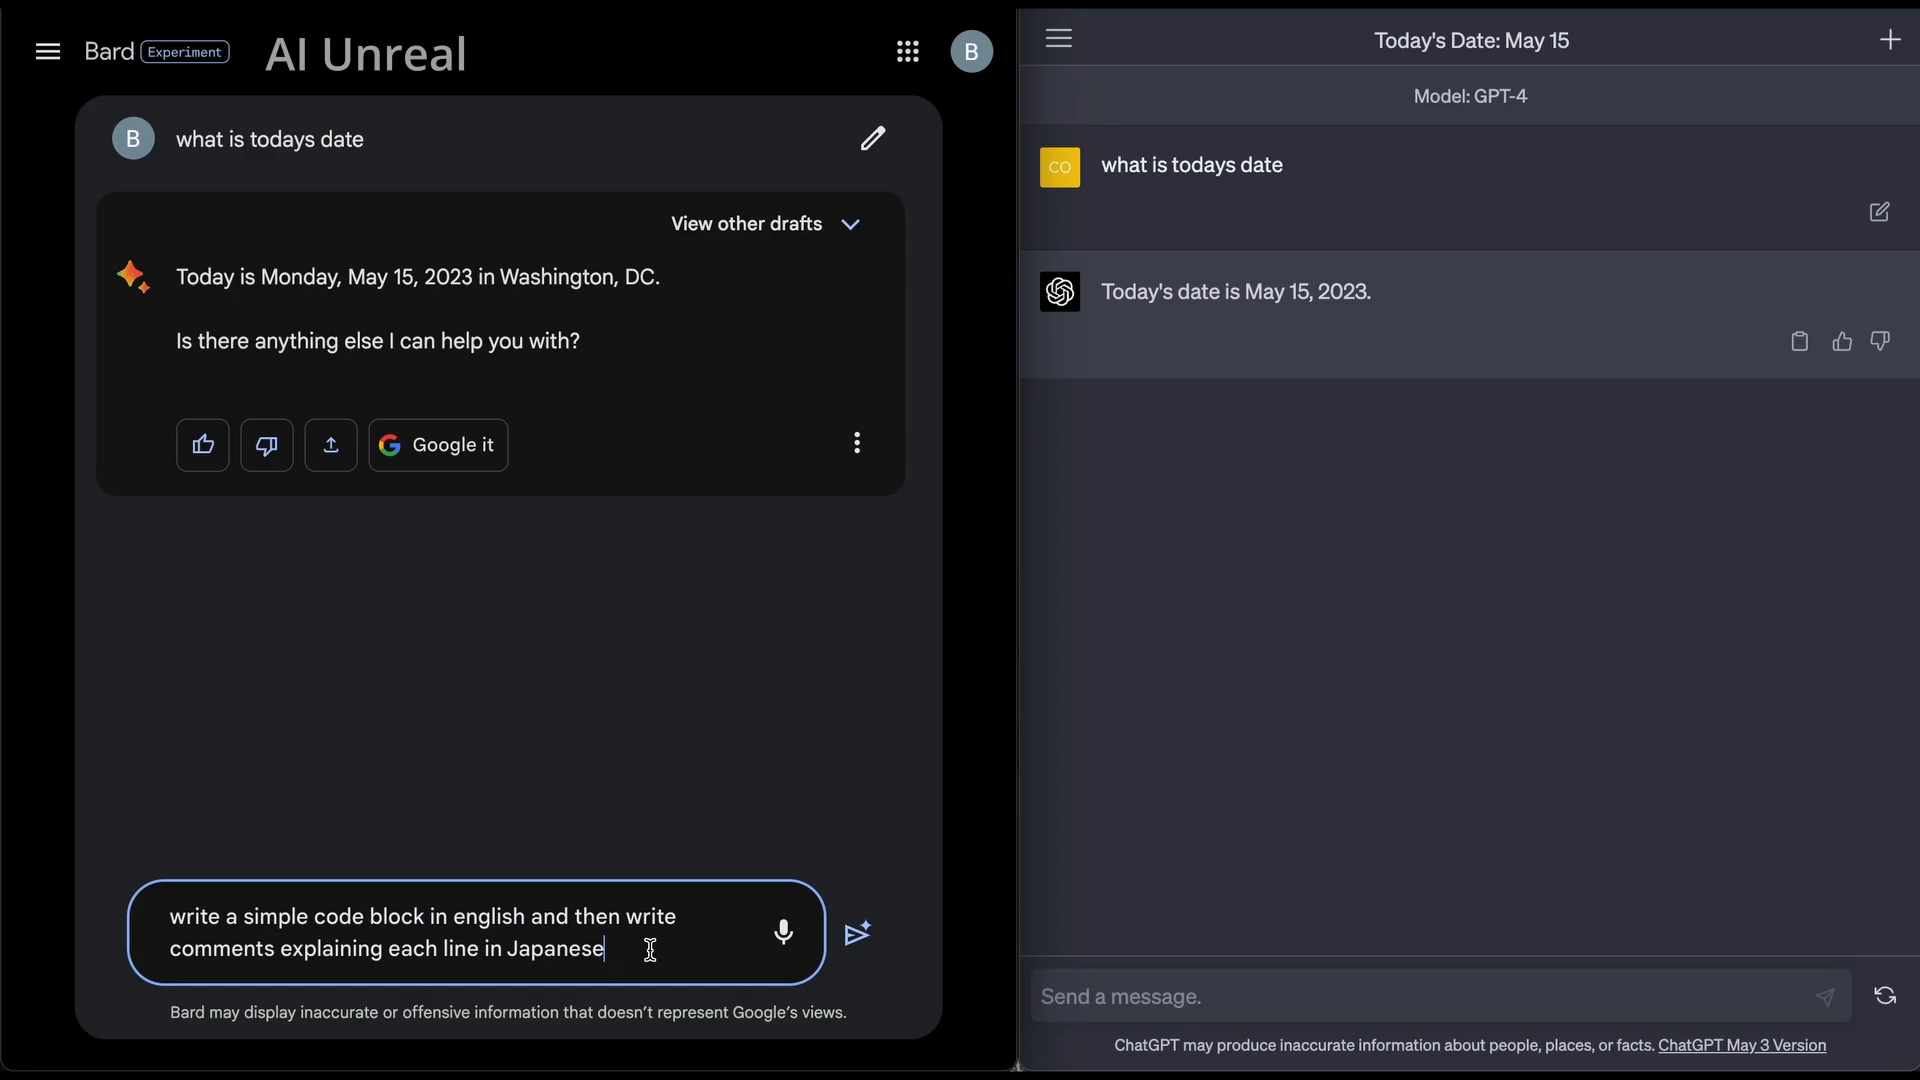 Bard Experiment AI Unreal
B
B what is todays date
View other drafts
Today is Monday, May 15, 2023 in Washington, DC.
Is there anything else I can help you with?
Google it
write a simple code block in english and then write
comments explaining each line in Japanese
Bard may display inaccurate or offensive information that doesn't represent Google's views.
Today's Date: May 15
Model: GPT-4
CO what is todays date
Today's date is May 15, 2023.
Send a message.
ChatGPT may produce inaccurate information about people, places, or facts. ChatGPT May 3 Version